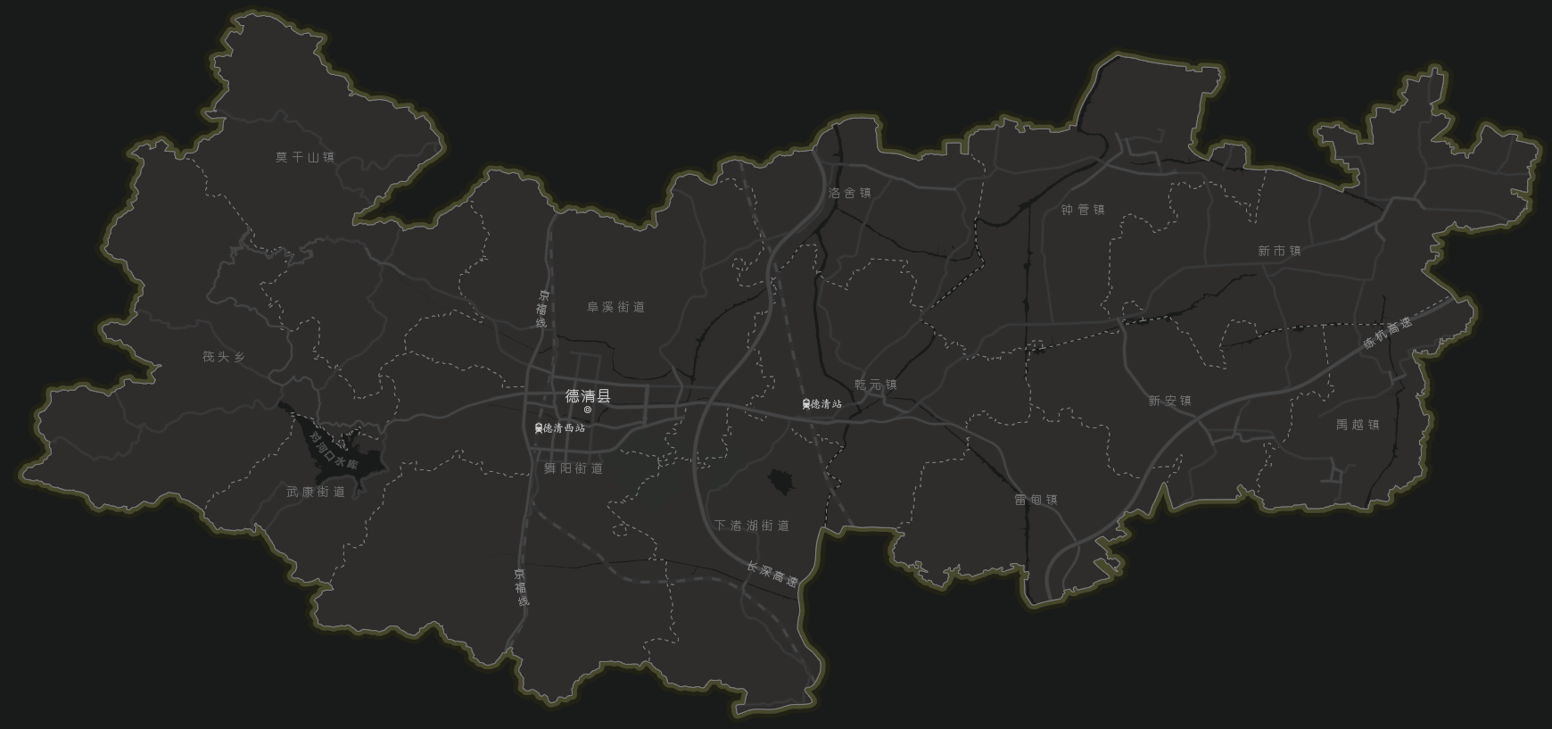 莫干山镇
洛舍镇
钟管镇
新市镇
京福线
阜溪街道
练杭高速
筏头乡
乾元镇
德清县
德清站
新安镇
禹越镇
德清西站
对河口水库
舞阳街道
武康街道
雷甸镇
下渚湖街道
长深高速
京福线